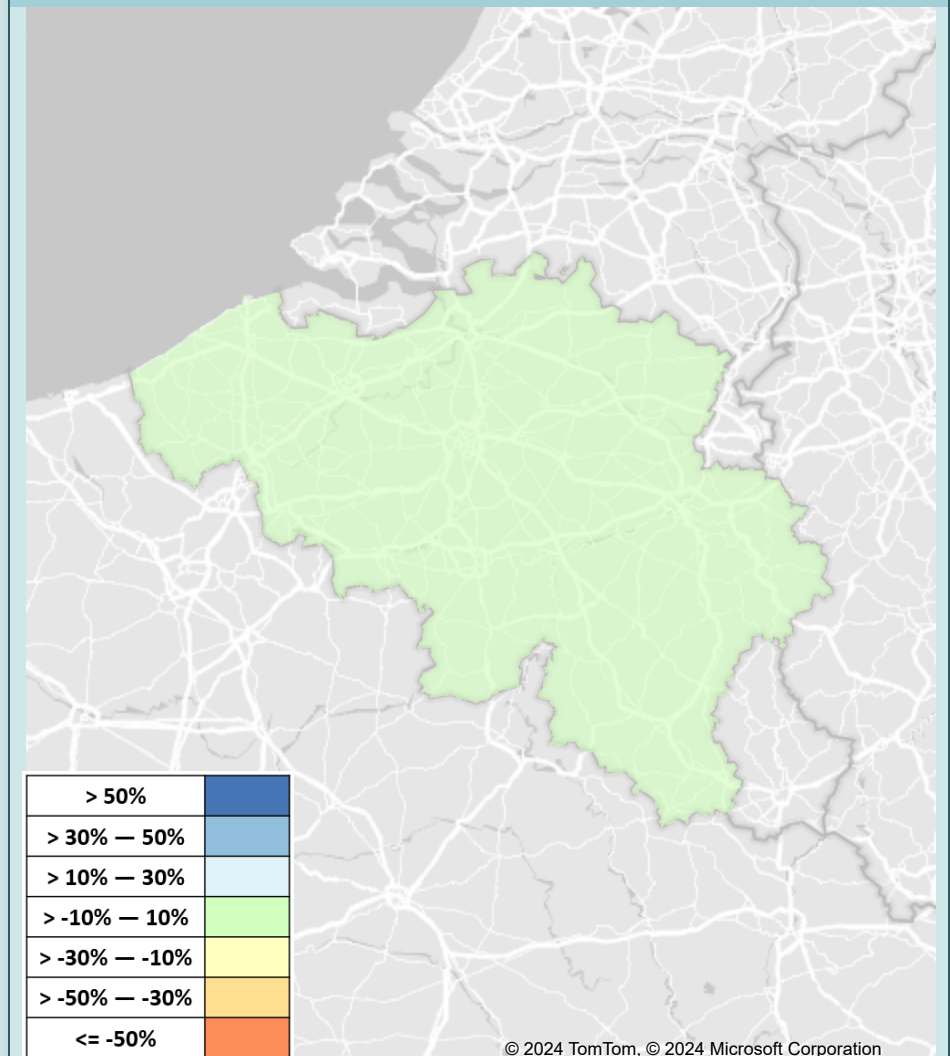 > 50%
> 30% — 50%
> 10% — 30%
> -10% — 10%
> -30% — -10%
> -50% — -30%
<= -50%
© 2024 TomTom, © 2024 Microsoft Corporation